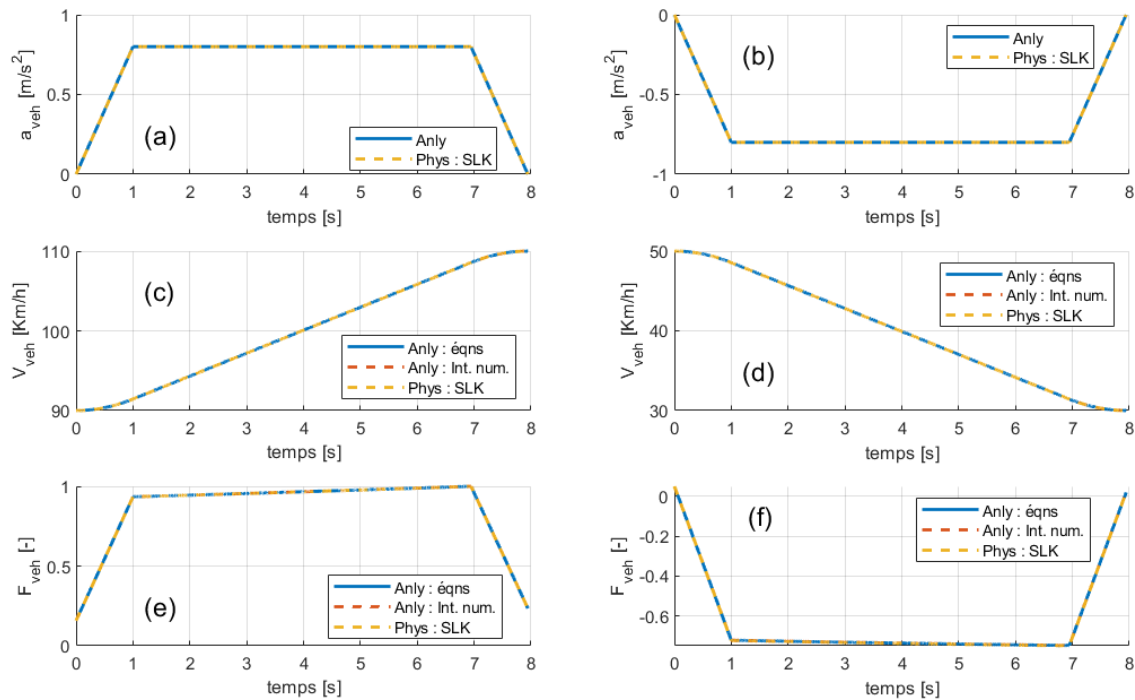 1
0.5
0
a_veh [m/s²]
(a)
Anly
Phys : SLK
0 1 2 3 4 5 6 7 8
temps [s]
0
-0.5
-1
a_veh [m/s²]
(b)
Anly
Phys : SLK
0 1 2 3 4 5 6 7 8
temps [s]
110
100
90
V_veh [Km/h]
(c)
Anly : éqns
Anly : Int. num.
Phys : SLK
0 1 2 3 4 5 6 7 8
temps [s]
50
40
30
V_veh [Km/h]
(d)
Anly : éqns
Anly : Int. num.
Phys : SLK
0 1 2 3 4 5 6 7 8
temps [s]
1
0.5
0
F_veh [-]
(e)
Anly : éqns
Anly : Int. num.
Phys : SLK
0 1 2 3 4 5 6 7 8
temps [s]
0
-0.2
-0.4
-0.6
F_veh [-]
(f)
Anly : éqns
Anly : Int. num.
Phys : SLK
0 1 2 3 4 5 6 7 8
temps [s]